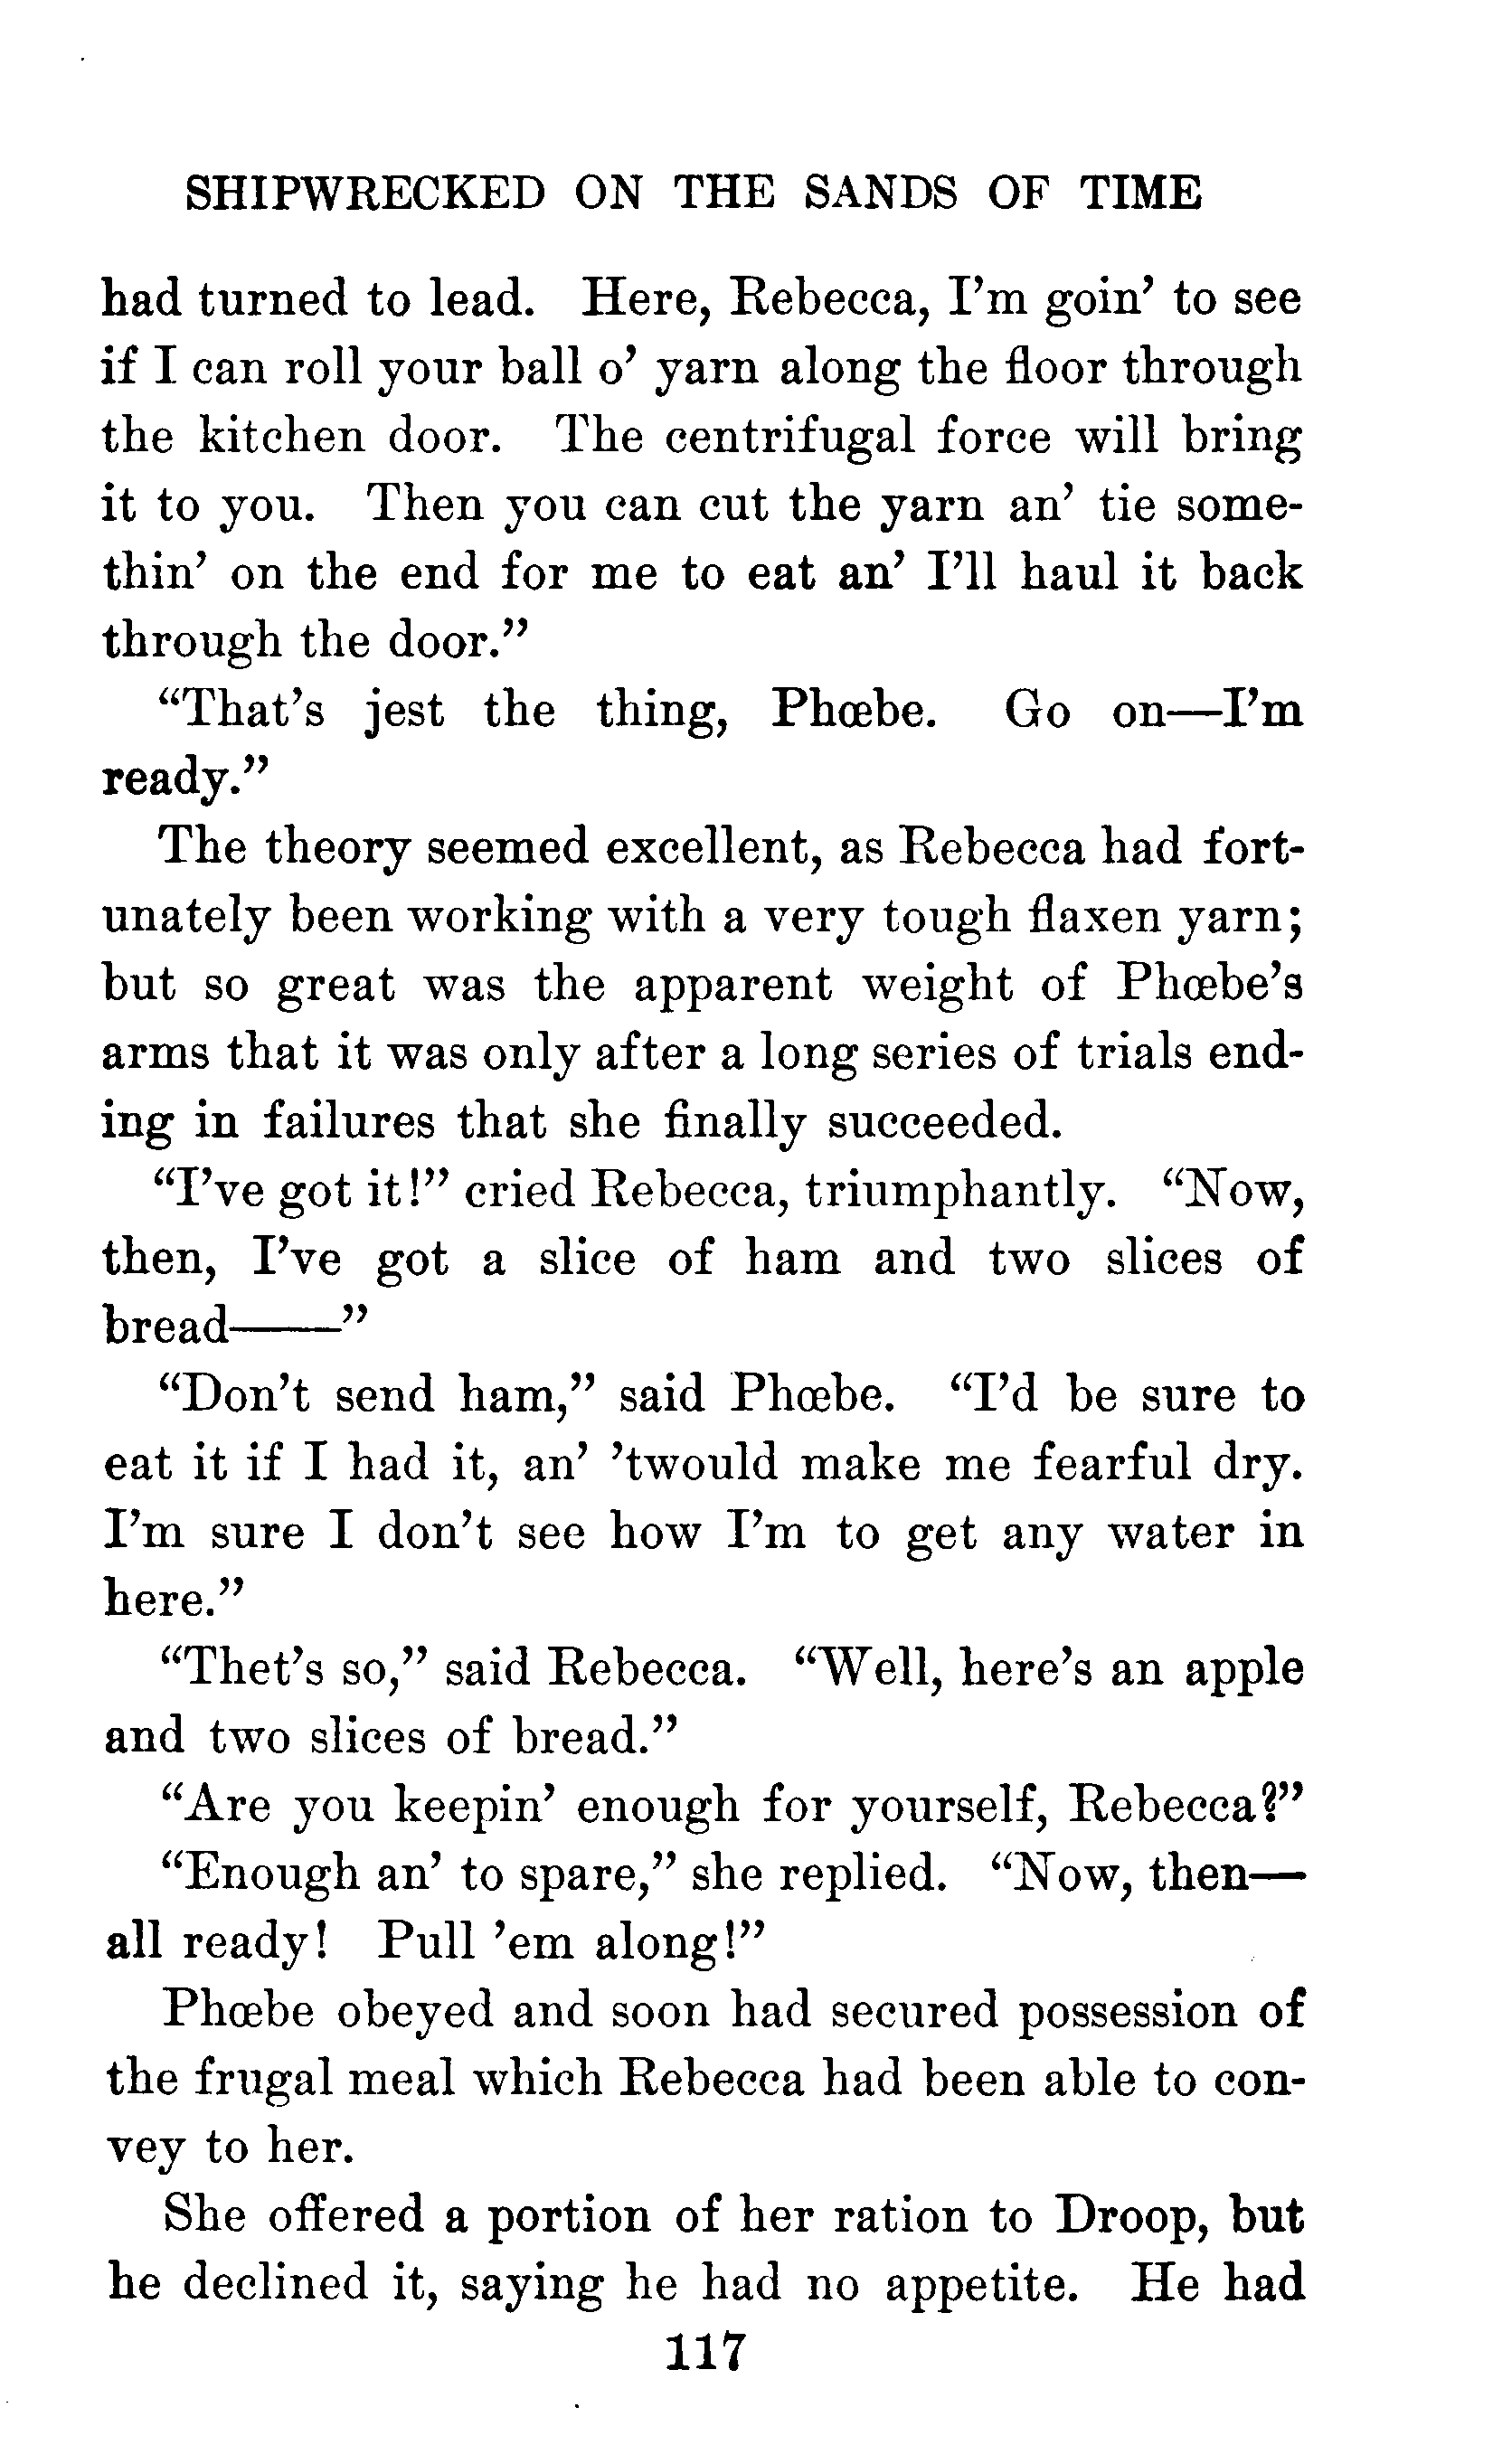 SHIPWRECKED ON THE SANDS OF TIME
had turned to lead. Here, Rebecca, I'm goin' to see
if I can roll your ball o' yarn along the floor through
the kitchen door. The centrifugal force will bring
it to you. Then you can cut the yarn an' tie some-
thin' on the end for me to eat an' I'll haul it back
through the door."
"That's jest the thing, Phœbe. Go on—I'm
ready."
The theory seemed excellent, as Rebecca had fort-
unately been working with a very tough flaxen yarn;
but so great was the apparent weight of Phœbe's
arms that it was only after a long series of trials end-
ing in failures that she finally succeeded.
"I've got it!" cried Rebecca, triumphantly. "Now,
then, I've got a slice of ham and two slices of
bread——"
"Don't send ham," said Phœbe. "I'd be sure to
eat it if I had it, an' 'twould make me fearful dry.
I'm sure I don't see how I'm to get any water in
here."
"Thet's so," said Rebecca. "Well, here's an apple
and two slices of bread."
"Are you keepin' enough for yourself, Rebecca?"
"Enough an' to spare," she replied. "Now, then—
all ready! Pull 'em along!"
Phœbe obeyed and soon had secured possession of
the frugal meal which Rebecca had been able to con-
vey to her.
She offered a portion of her ration to Droop, but
he declined it, saying he had no appetite. He had
117